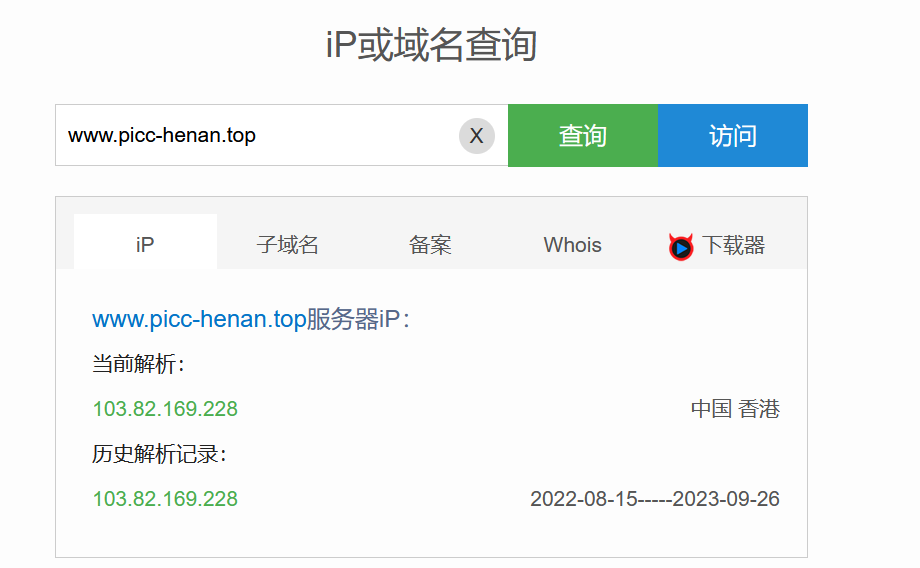 iP或域名查询
www.picc-henan.top X 查询 访问
iP 子域名 备案 Whois 下载器
www.picc-henan.top服务器iP：
当前解析：
103.82.169.228 中国 香港
历史解析记录：
103.82.169.228 2022-08-15-----2023-09-26